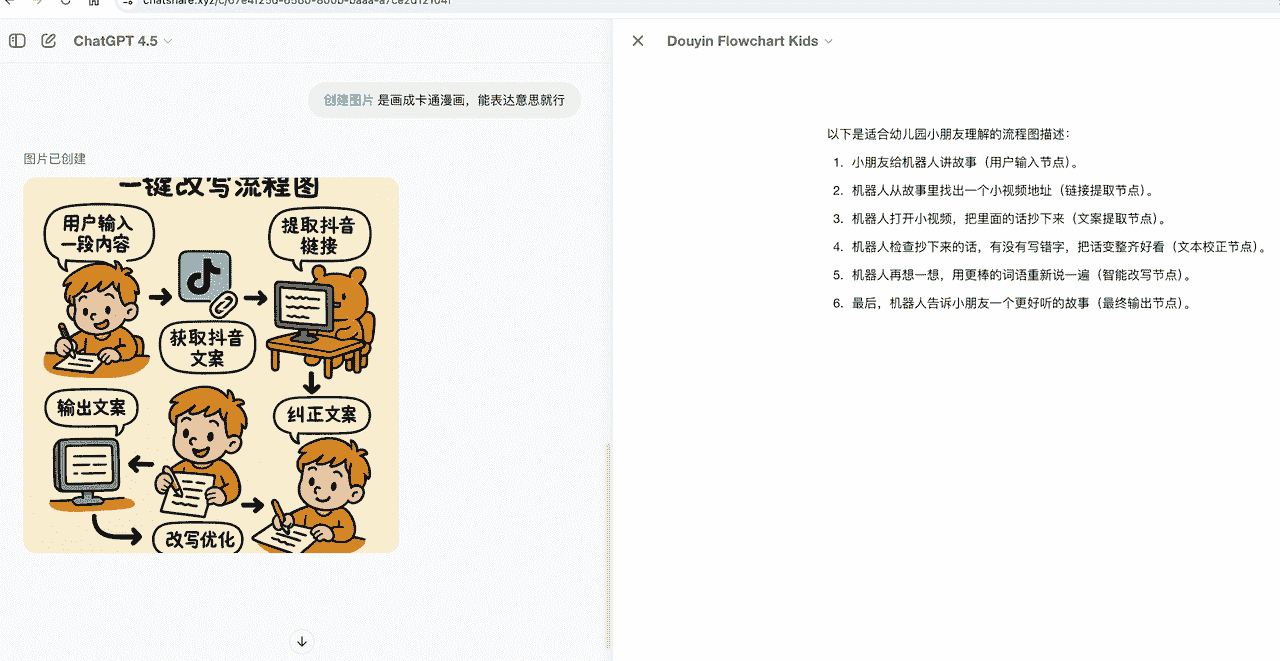 ChatGPT 4.5
创建图片 是画成卡通漫画，能表达意思就行
图片已创建
一键改写流程图
用户输入
一段内容
提取抖音
链接
获取抖音
文案
输出文案
纠正文案
改写优化
Douyin Flowchart Kids
以下是适合幼儿园小朋友理解的流程图描述：
1. 小朋友给机器人讲故事（用户输入节点）。
2. 机器人从故事里找出一个小视频地址（链接提取节点）。
3. 机器人打开小视频，把里面的话抄下来（文案提取节点）。
4. 机器人检查抄下来的话，有没有写错字，把话变整齐好看（文本校正节点）。
5. 机器人再想一想，用更棒的词语重新说一遍（智能改写节点）。
6. 最后，机器人告诉小朋友一个更好听的故事（最终输出节点）。